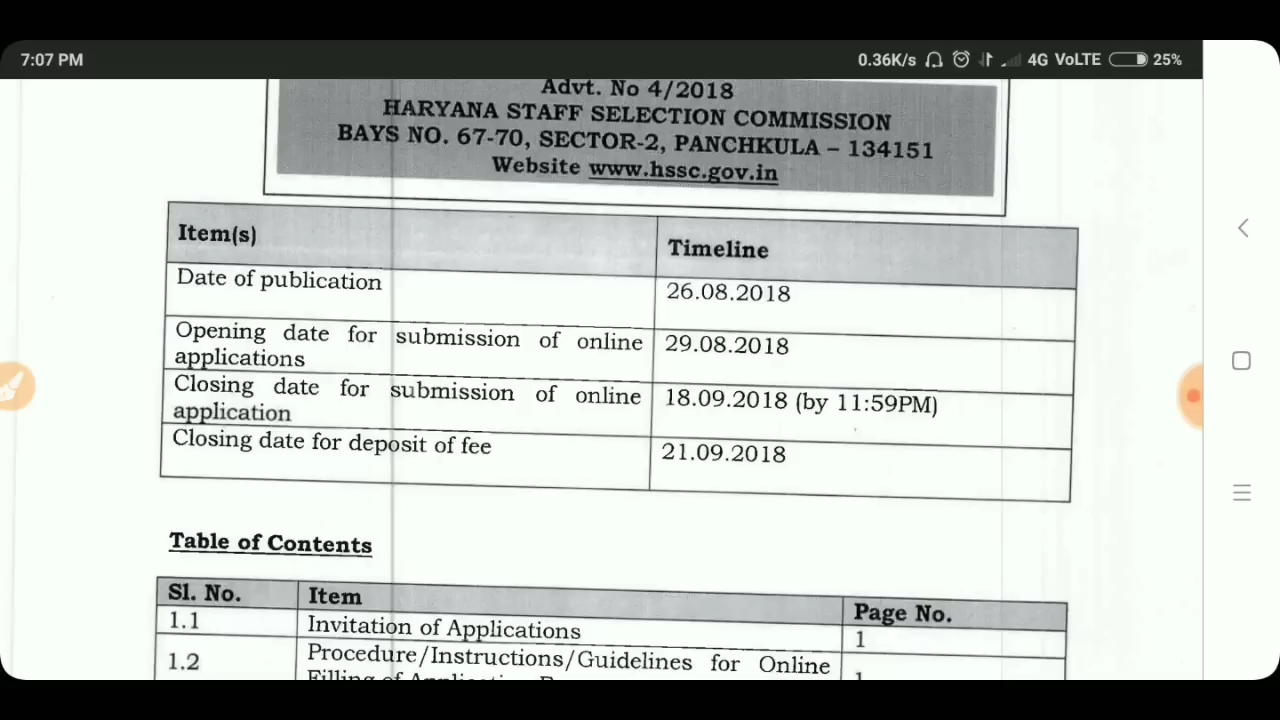 7:07 PM
0.36K/s 4G VoLTE 25%
Advt. No 4/2018
HARYANA STAFF SELECTION COMMISSION
BAYS NO. 67-70, SECTOR-2, PANCHKULA – 134151
Website www.hssc.gov.in
Item(s) Timeline
Date of publication 26.08.2018
Opening date for submission of online 29.08.2018
applications
Closing date for submission of online 18.09.2018 (by 11:59PM)
application
Closing date for deposit of fee 21.09.2018
Table of Contents
Sl. No. Item Page No.
1.1 Invitation of Applications 1
1.2 Procedure/Instructions/Guidelines for Online 1
Filling of Application